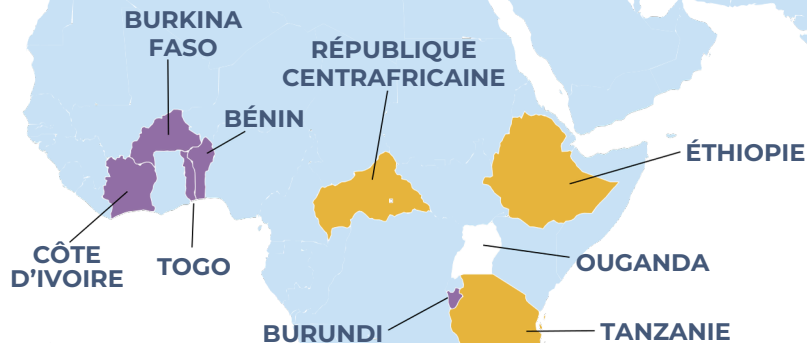 BURKINA
FASO
RÉPUBLIQUE
CENTRAFRICAINE
BÉNIN
ÉTHIOPIE
CÔTE
D'IVOIRE
TOGO
OUGANDA
BURUNDI
TANZANIE